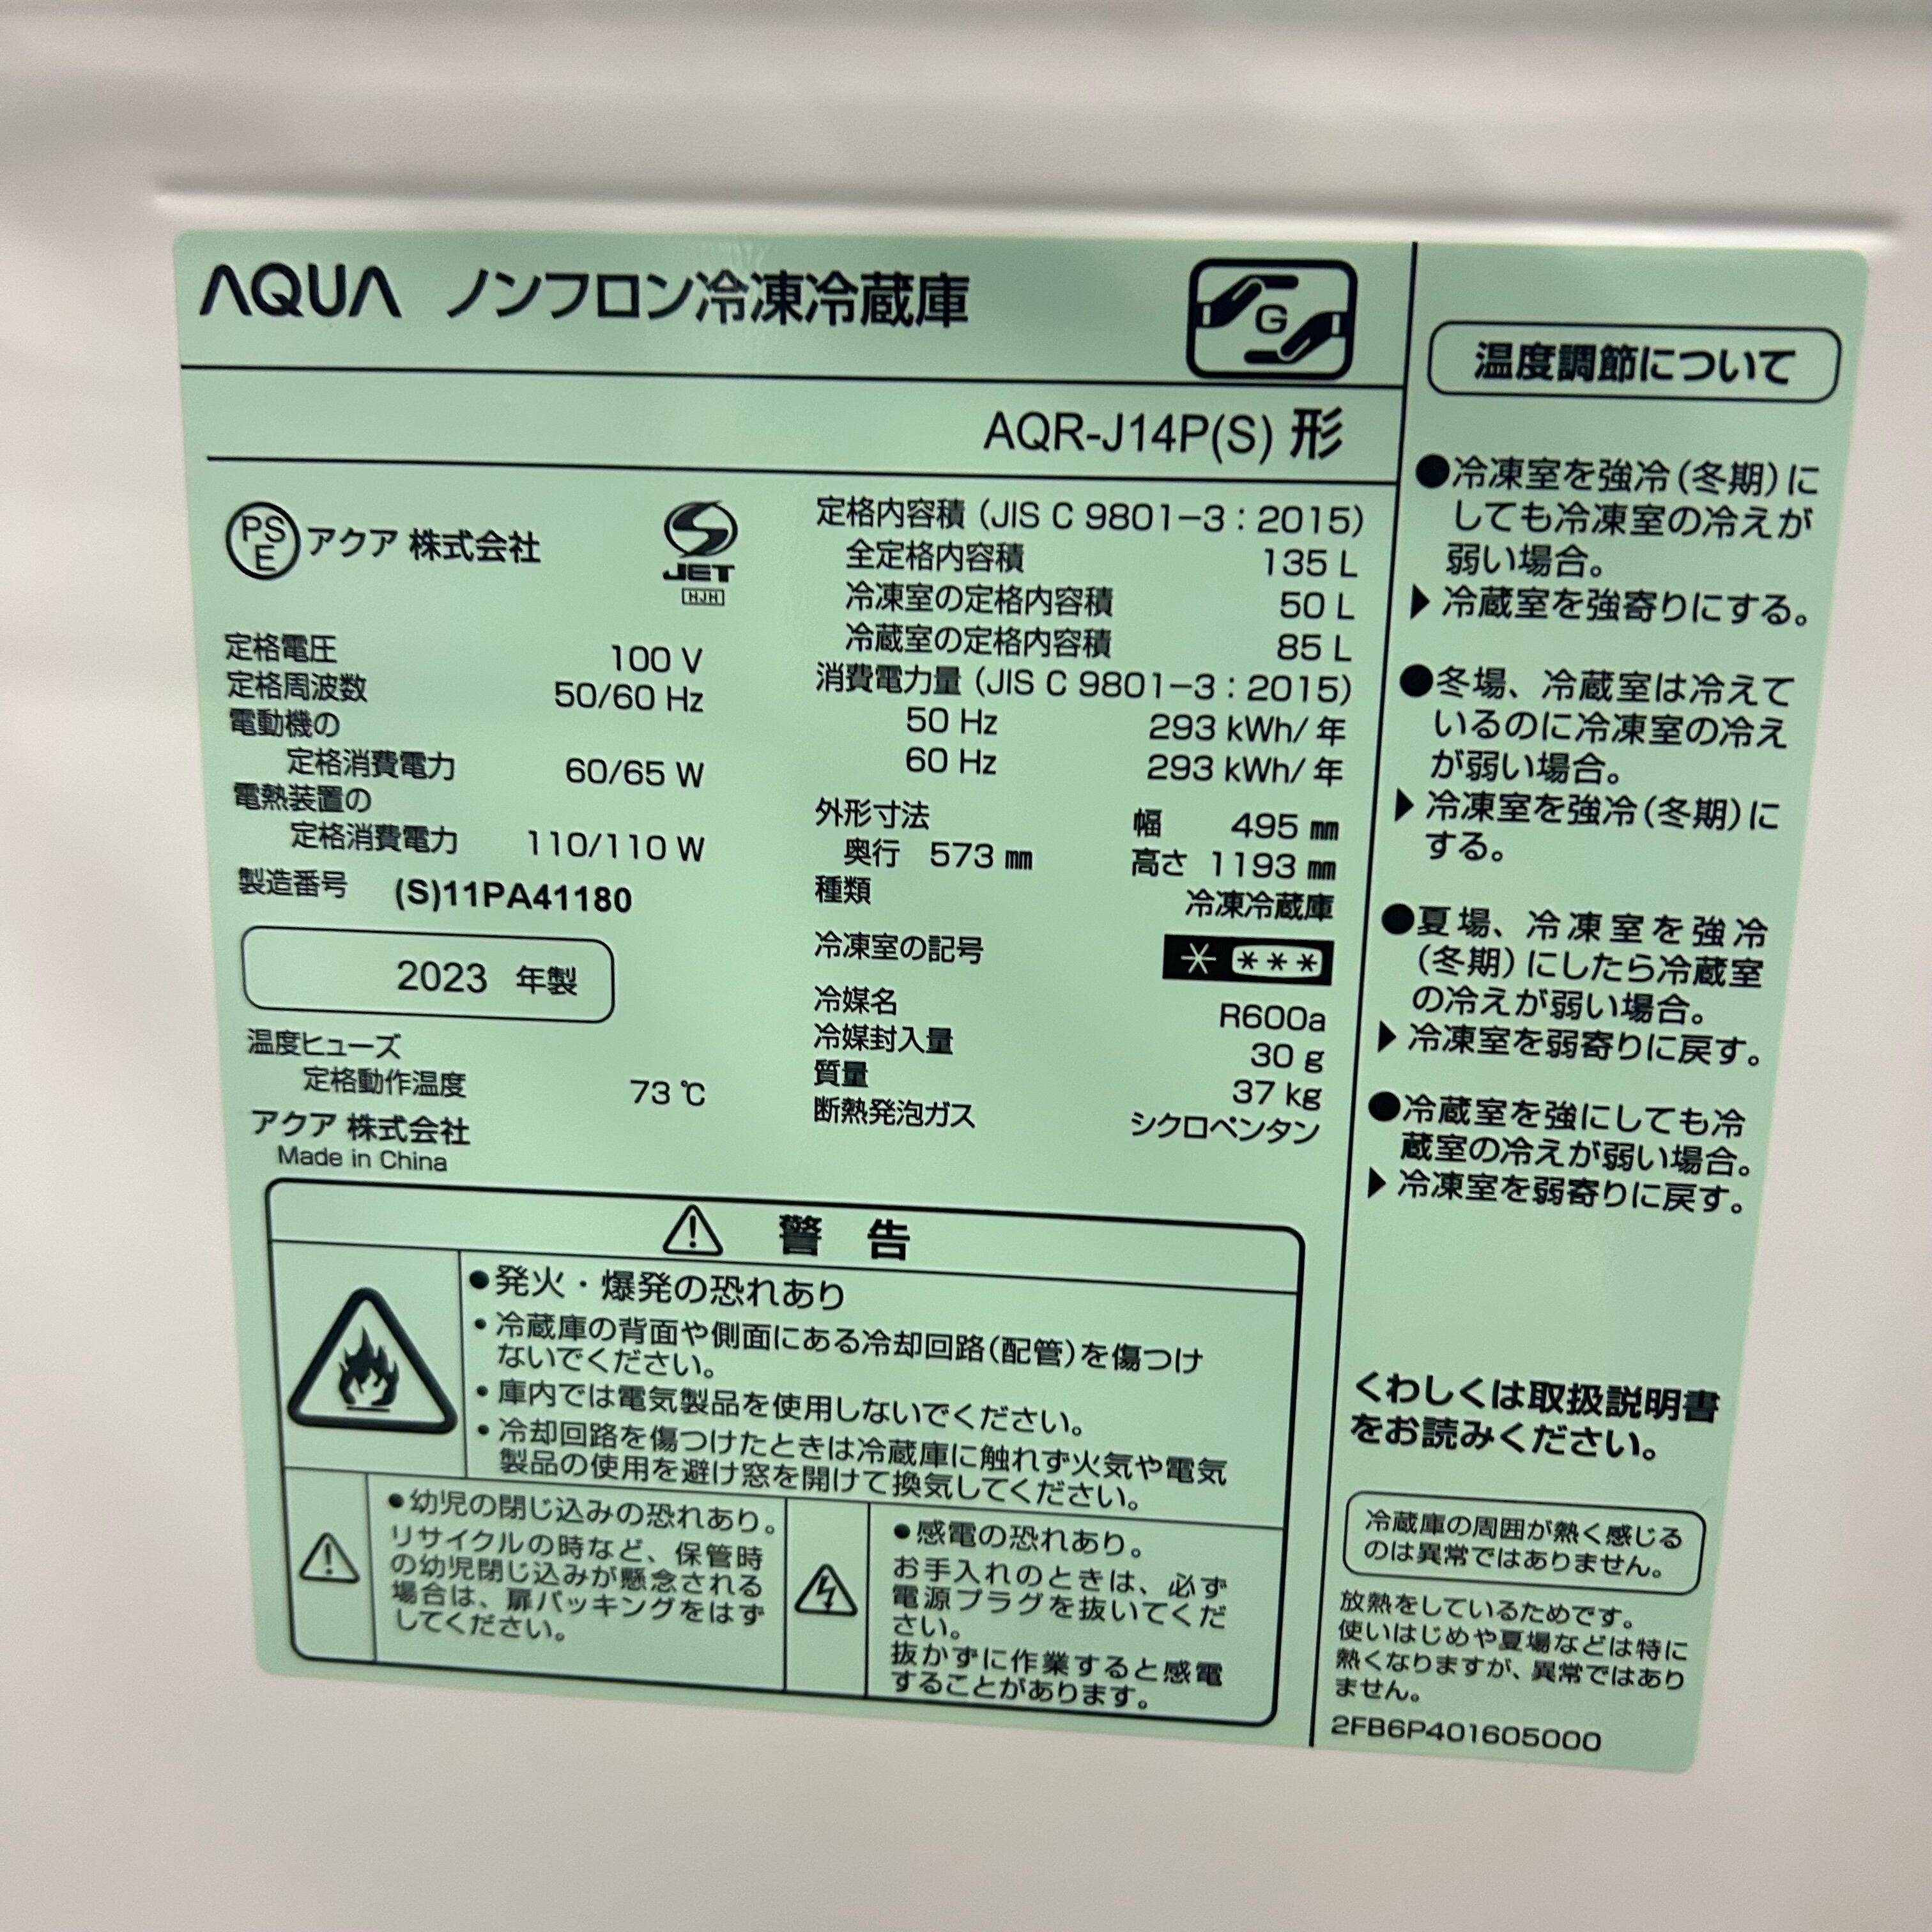 AQUA ノンフロン冷凍冷蔵庫
G
AQR-J14P(S) 形
PS
E
アクア 株式会社
JET
HJH
定格電圧 100 V
定格周波数 50/60 Hz
電動機の
定格消費電力 60/65 W
電熱装置の
定格消費電力 110/110 W
製造番号 (S)11PA41180
2023 年製
温度ヒューズ
定格動作温度 73 ℃
アクア 株式会社
Made in China
定格内容積 (JIS C 9801-3：2015)
全定格内容積 135 L
冷凍室の定格内容積 50 L
冷蔵室の定格内容積 85 L
消費電力量 (JIS C 9801-3：2015)
50 Hz 293 kWh/ 年
60 Hz 293 kWh/ 年
外形寸法 幅 495 ㎜
奥行 573 ㎜ 高さ 1193 ㎜
種類 冷凍冷蔵庫
冷凍室の記号 * ***
冷媒名 R600a
冷媒封入量 30 g
質量 37 kg
断熱発泡ガス シクロペンタン
⚠ 警 告
●発火・爆発の恐れあり
・冷蔵庫の背面や側面にある冷却回路(配管)を傷つけ
ないでください。
・庫内では電気製品を使用しないでください。
・冷却回路を傷つけたときは冷蔵庫に触れず火気や電気
製品の使用を避け窓を開けて換気してください。
●幼児の閉じ込みの恐れあり。
リサイクルの時など、保管時
の幼児閉じ込みが懸念される
場合は、扉パッキングをはず
してください。
●感電の恐れあり。
お手入れのときは、必ず
電源プラグを抜いてくだ
さい。
抜かずに作業すると感電
することがあります。
温度調節について
●冷凍室を強冷(冬期)に
しても冷凍室の冷えが
弱い場合。
▶冷蔵室を強寄りにする。
●冬場、冷蔵室は冷えて
いるのに冷凍室の冷え
が弱い場合。
▶冷凍室を強冷(冬期)に
する。
●夏場、冷凍室を強冷
(冬期)にしたら冷蔵室
の冷えが弱い場合。
▶冷凍室を弱寄りに戻す。
●冷蔵室を強にしても冷
蔵室の冷えが弱い場合。
▶冷凍室を弱寄りに戻す。
くわしくは取扱説明書
をお読みください。
冷蔵庫の周囲が熱く感じる
のは異常ではありません。
放熱をしているためです。
使いはじめや夏場などは特に
熱くなりますが、異常ではあり
ません。
2FB6P401605000